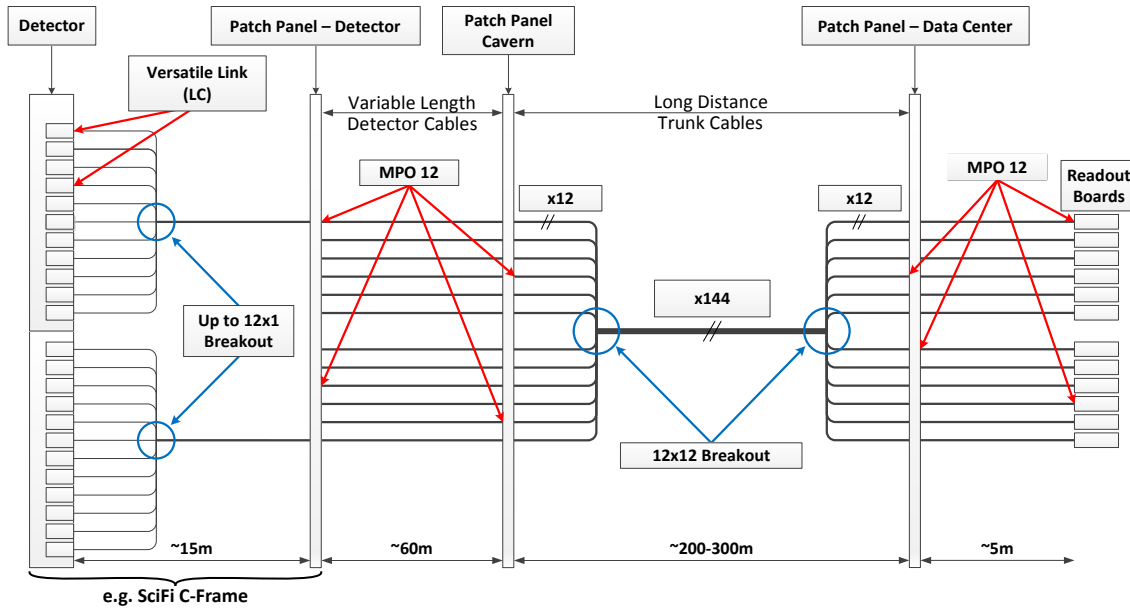 Detector
Patch Panel – Detector
Patch Panel
Cavern
Patch Panel – Data Center
Versatile Link
(LC)
Variable Length
Detector Cables
Long Distance
Trunk Cables
MPO 12
MPO 12
Readout
Boards
x12
x12
x144
Up to 12x1
Breakout
12x12 Breakout
~15m
~60m
~200-300m
~5m
e.g. SciFi C-Frame